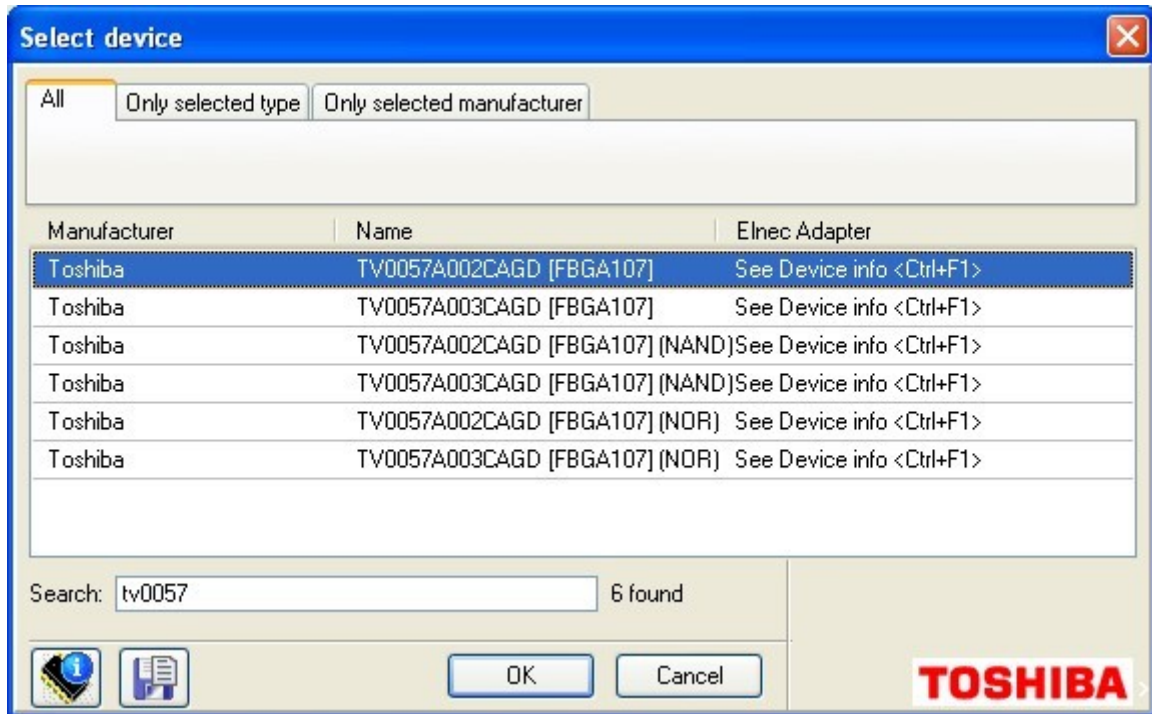 Select device
All Only selected type Only selected manufacturer
Manufacturer Name Elnec Adapter
Toshiba TV0057A002CAGD [FBGA107] See Device info <Ctrl+F1>
Toshiba TV0057A003CAGD [FBGA107] See Device info <Ctrl+F1>
Toshiba TV0057A002CAGD [FBGA107] (NAND)See Device info <Ctrl+F1>
Toshiba TV0057A003CAGD [FBGA107] (NAND)See Device info <Ctrl+F1>
Toshiba TV0057A002CAGD [FBGA107] (NOR) See Device info <Ctrl+F1>
Toshiba TV0057A003CAGD [FBGA107] (NOR) See Device info <Ctrl+F1>
Search: tv0057 6 found
OK Cancel TOSHIBA